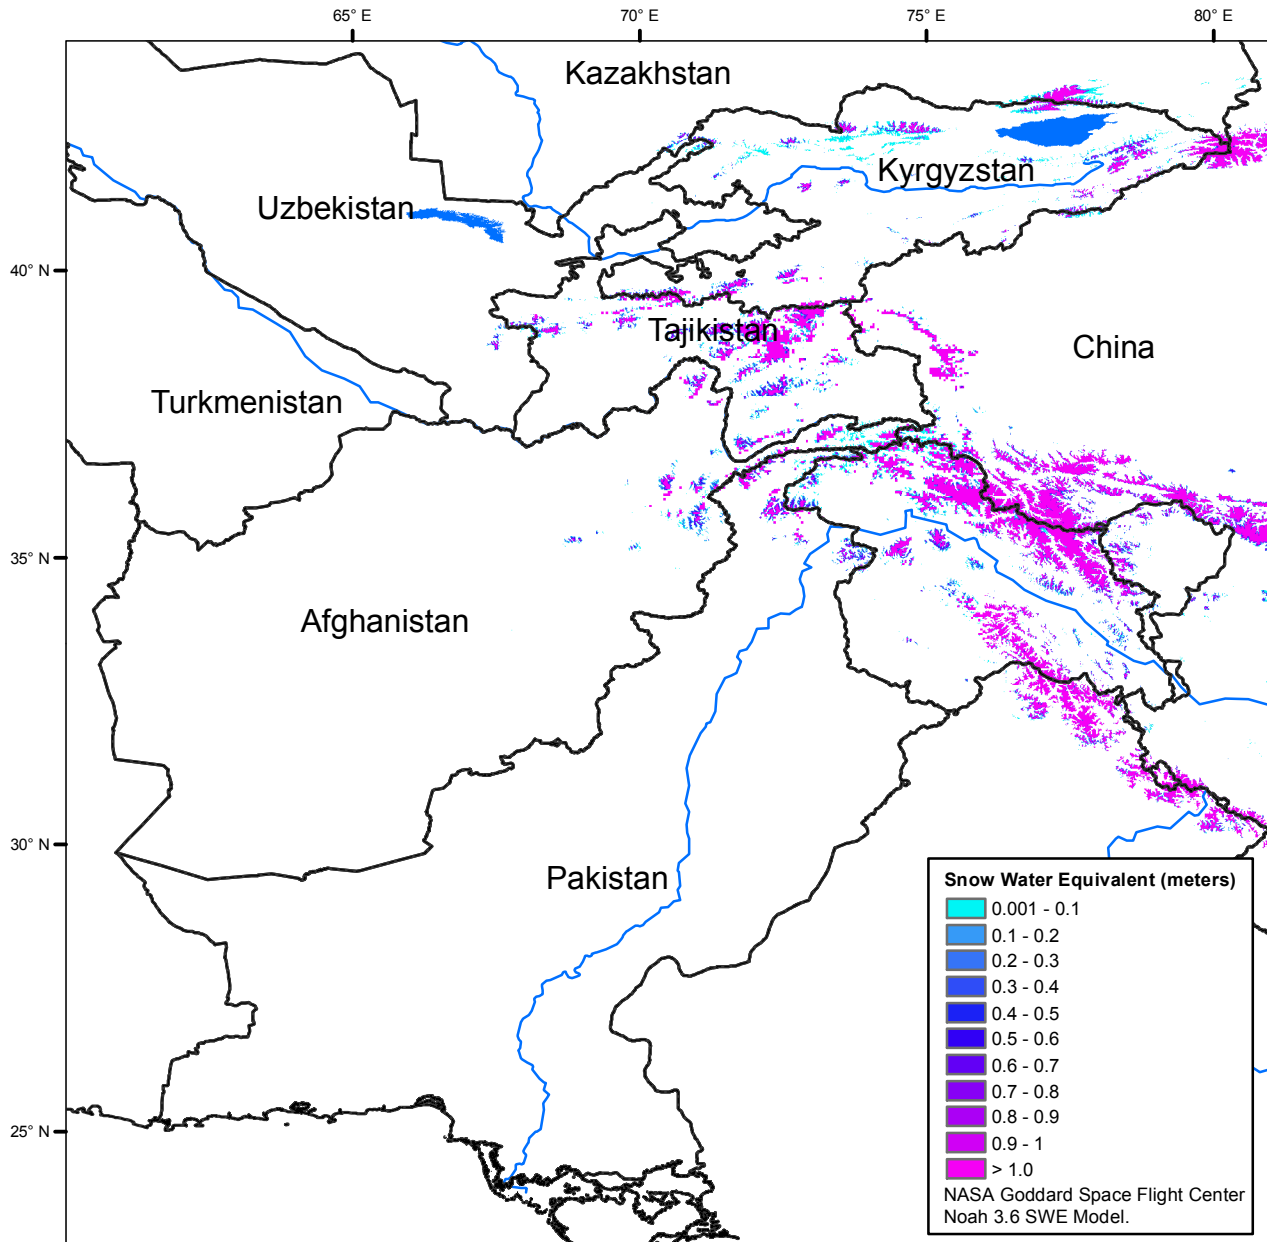 65° E
70° E
75° E
80° E
Kazakhstan
Kyrgyzstan
Uzbekistan
40° N
Tajikistan
China
Turkmenistan
35° N
Afghanistan
30° N
Pakistan
25° N
Snow Water Equivalent (meters)
0.001 - 0.1
0.1 - 0.2
0.2 - 0.3
0.3 - 0.4
0.4 - 0.5
0.5 - 0.6
0.6 - 0.7
0.7 - 0.8
0.8 - 0.9
0.9 - 1
> 1.0
NASA Goddard Space Flight Center
Noah 3.6 SWE Model.